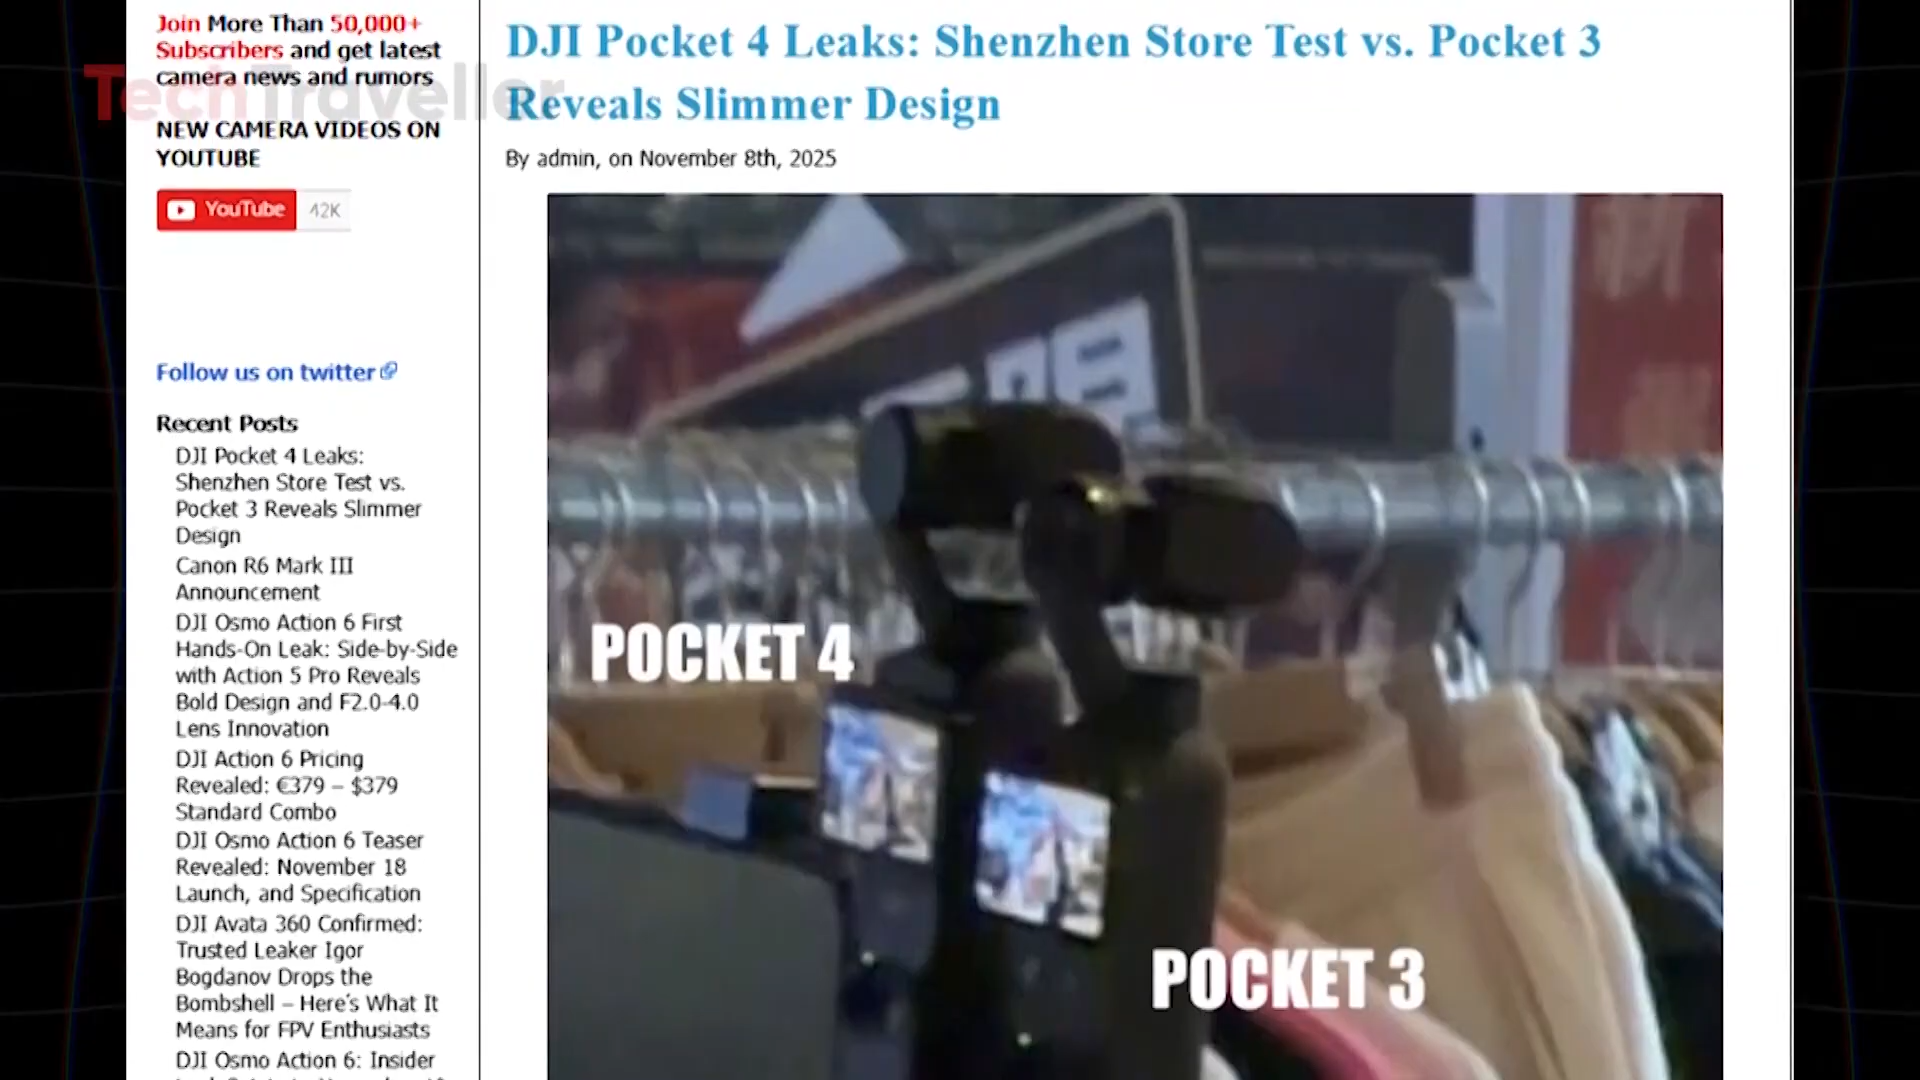 Join More Than 50,000+
Subscribers and get latest
camera news and rumors
TechTraveller
NEW CAMERA VIDEOS ON
YOUTUBE
YouTube 42K
Follow us on twitter
Recent Posts
DJI Pocket 4 Leaks:
Shenzhen Store Test vs.
Pocket 3 Reveals Slimmer
Design
Canon R6 Mark III
Announcement
DJI Osmo Action 6 First
Hands-On Leak: Side-by-Side
with Action 5 Pro Reveals
Bold Design and F2.0-4.0
Lens Innovation
DJI Action 6 Pricing
Revealed: €379 – $379
Standard Combo
DJI Osmo Action 6 Teaser
Revealed: November 18
Launch, and Specification
DJI Avata 360 Confirmed:
Trusted Leaker Igor
Bogdanov Drops the
Bombshell – Here's What It
Means for FPV Enthusiasts
DJI Osmo Action 6: Insider
DJI Pocket 4 Leaks: Shenzhen Store Test vs. Pocket 3
Reveals Slimmer Design
By admin, on November 8th, 2025
POCKET 4
POCKET 3